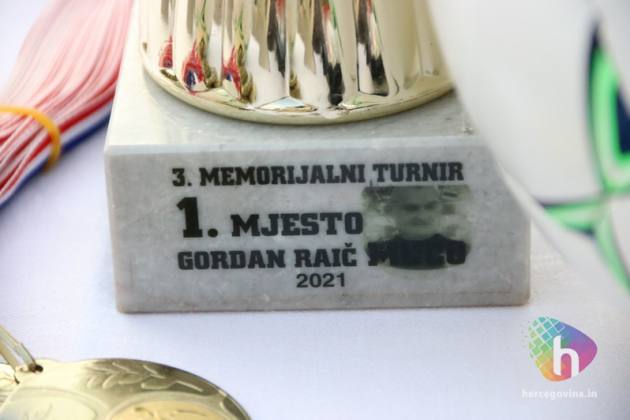 3. MEMORIJALNI TURNIR
1. MJESTO
GORDAN RAIČ
2021
h
hercegovina.in